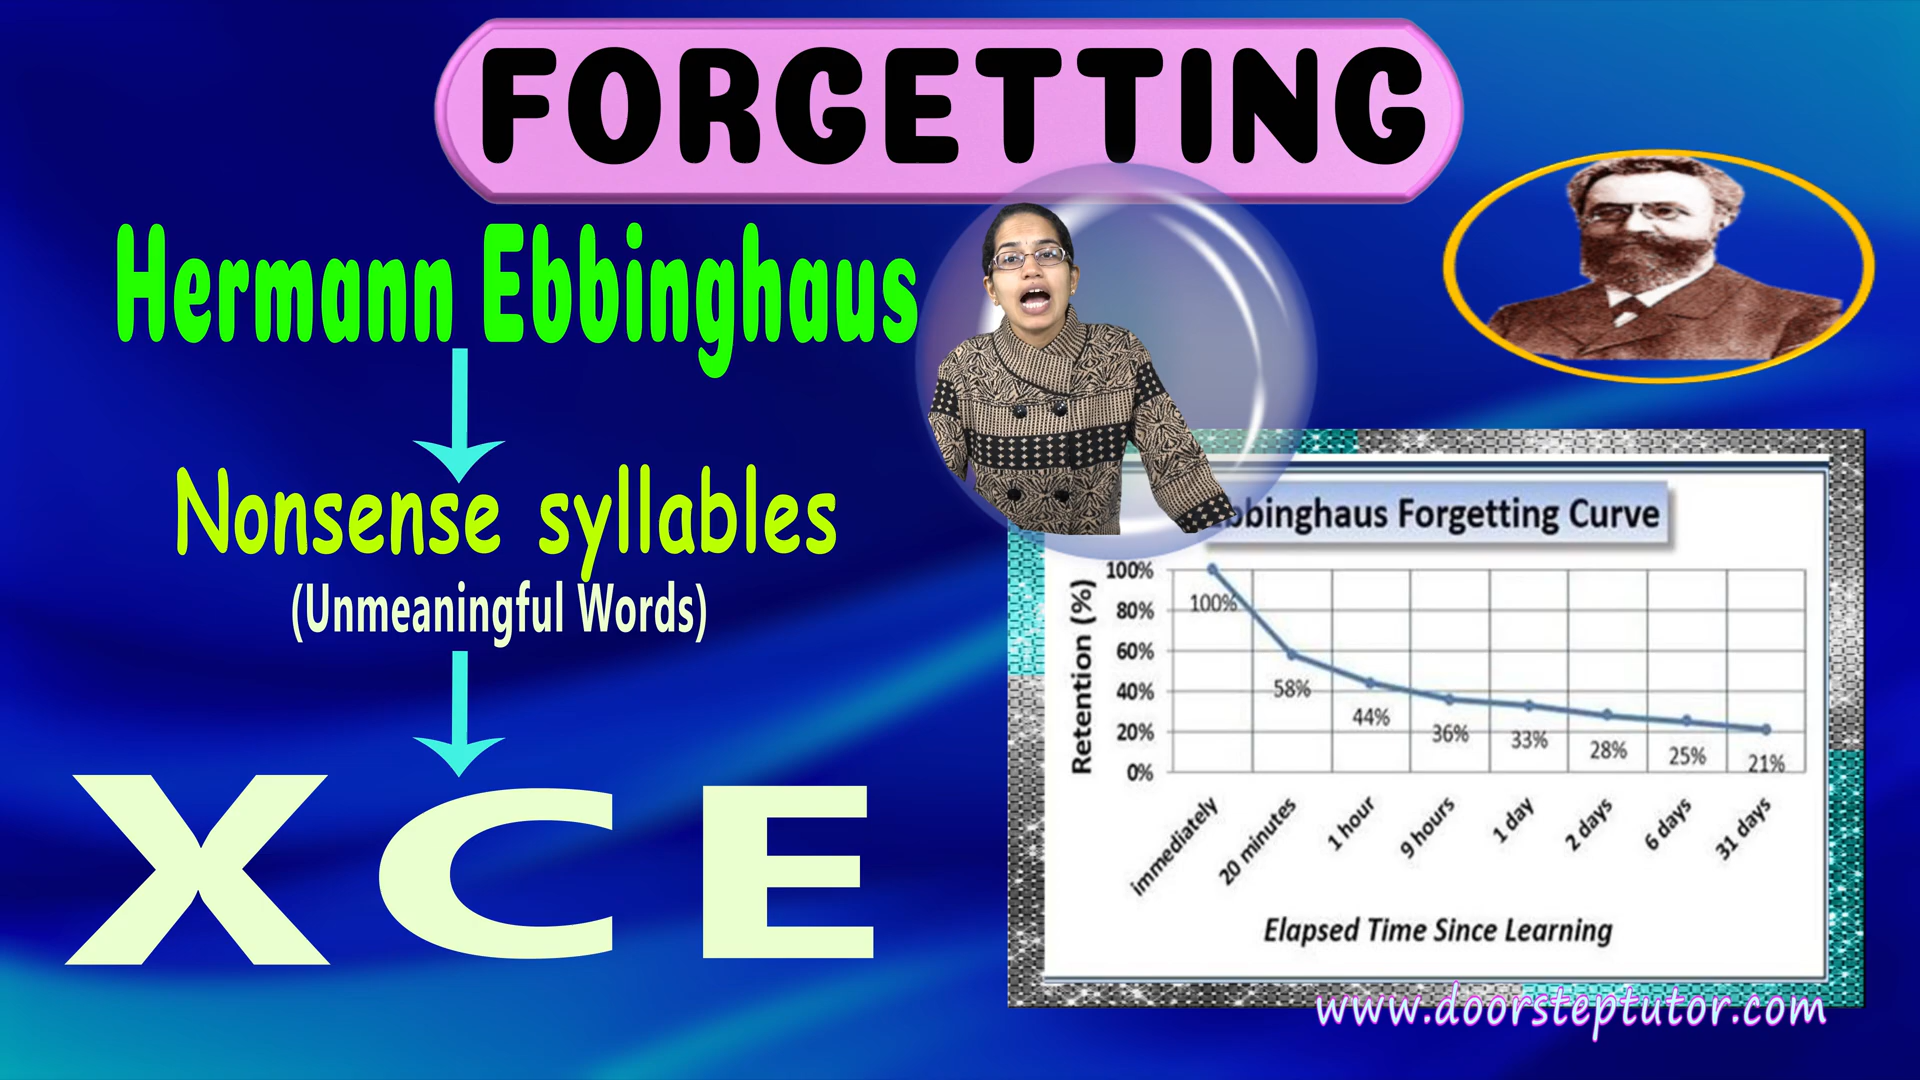 FORGETTING
Hermann Ebbinghaus
Nonsense syllables
(Unmeaningful Words)
X C E
bbinghaus Forgetting Curve
Retention (%)
100%
80%
60%
40%
20%
0%
100%
58%
44%
36%
33%
28%
25%
21%
immediately
20 minutes
1 hour
9 hours
1 day
2 days
6 days
31 days
Elapsed Time Since Learning
www.doorsteptutor.com